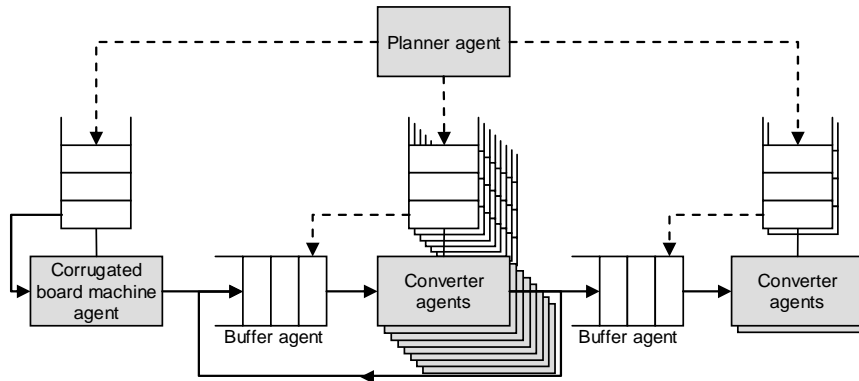 Planner agent
Corrugated
board machine
agent
Buffer agent
Converter
agents
Buffer agent
Converter
agents